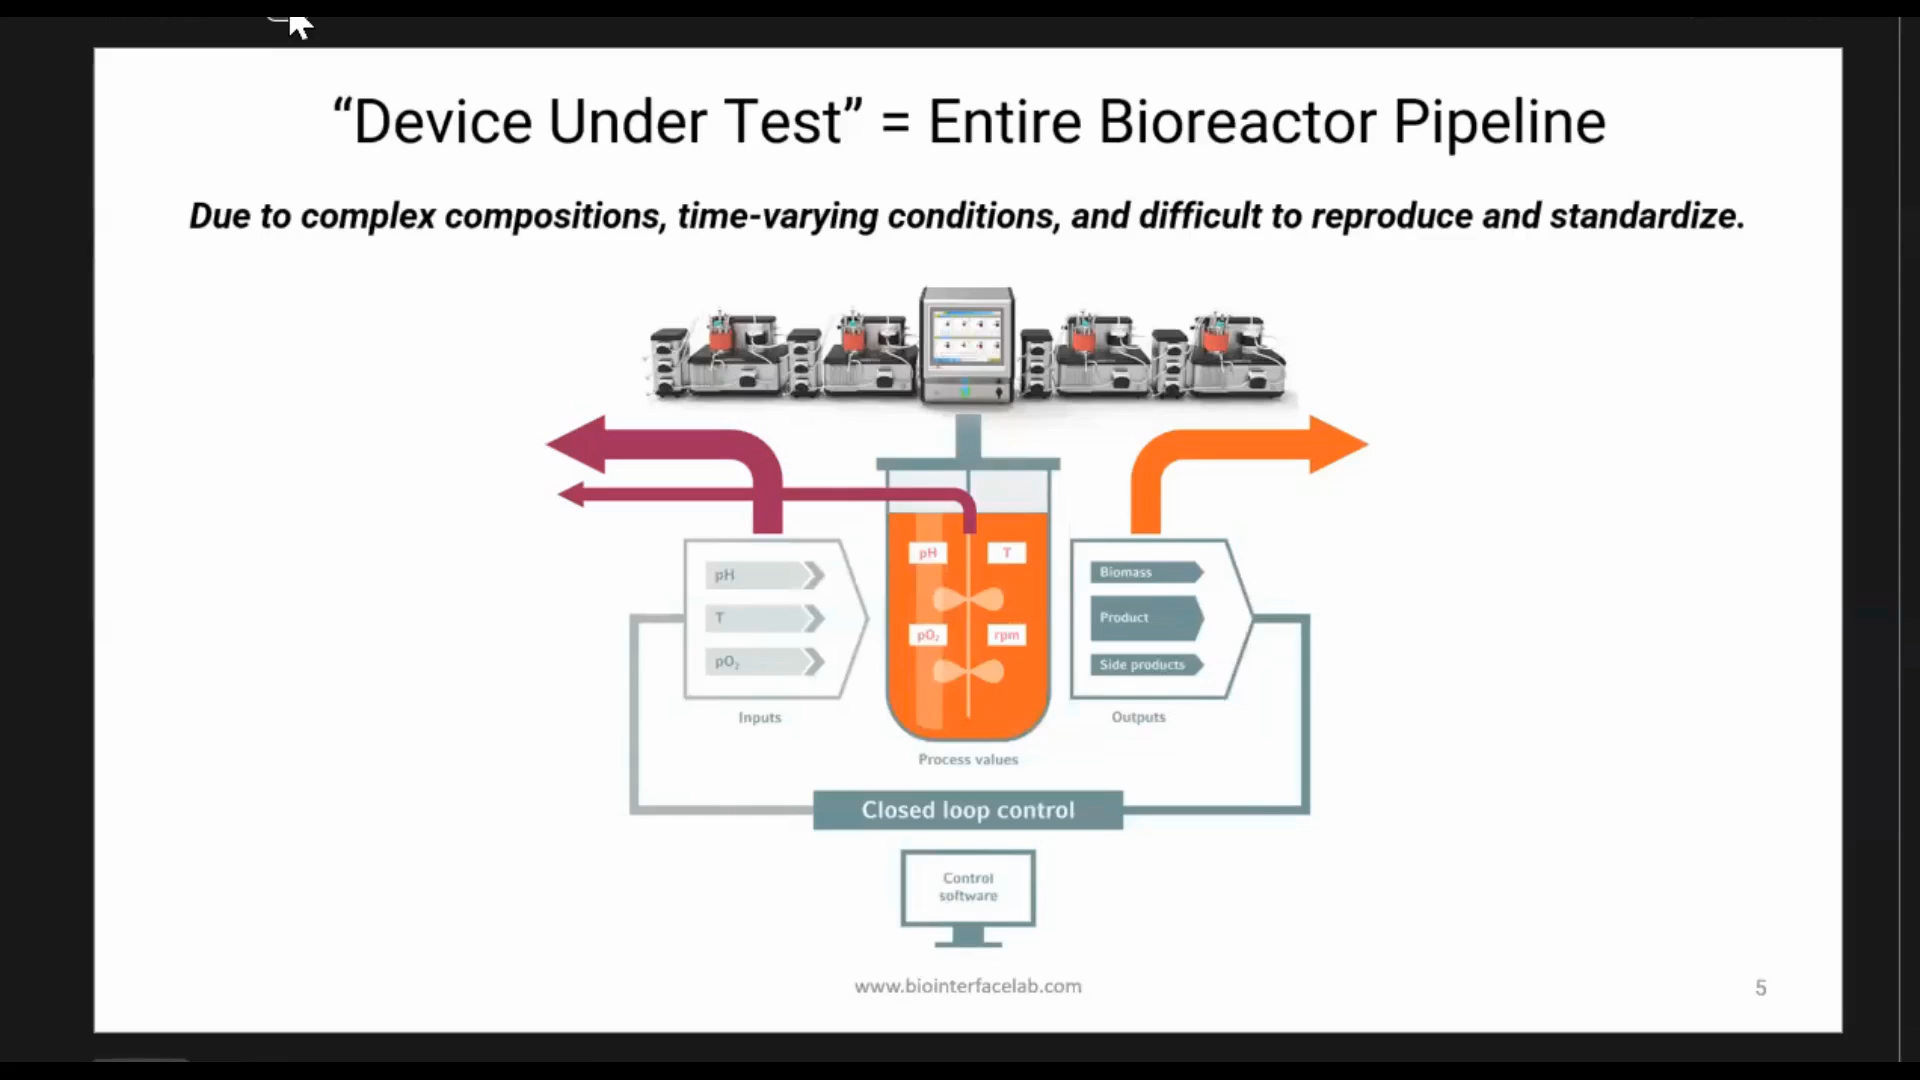 “Device Under Test” = Entire Bioreactor Pipeline
Due to complex compositions, time-varying conditions, and difficult to reproduce and standardize.
pH
T
pO₂
Inputs
pH
T
pO₂
rpm
Process values
Biomass
Product
Side products
Outputs
Closed loop control
Control
software
www.biointerfacelab.com
5